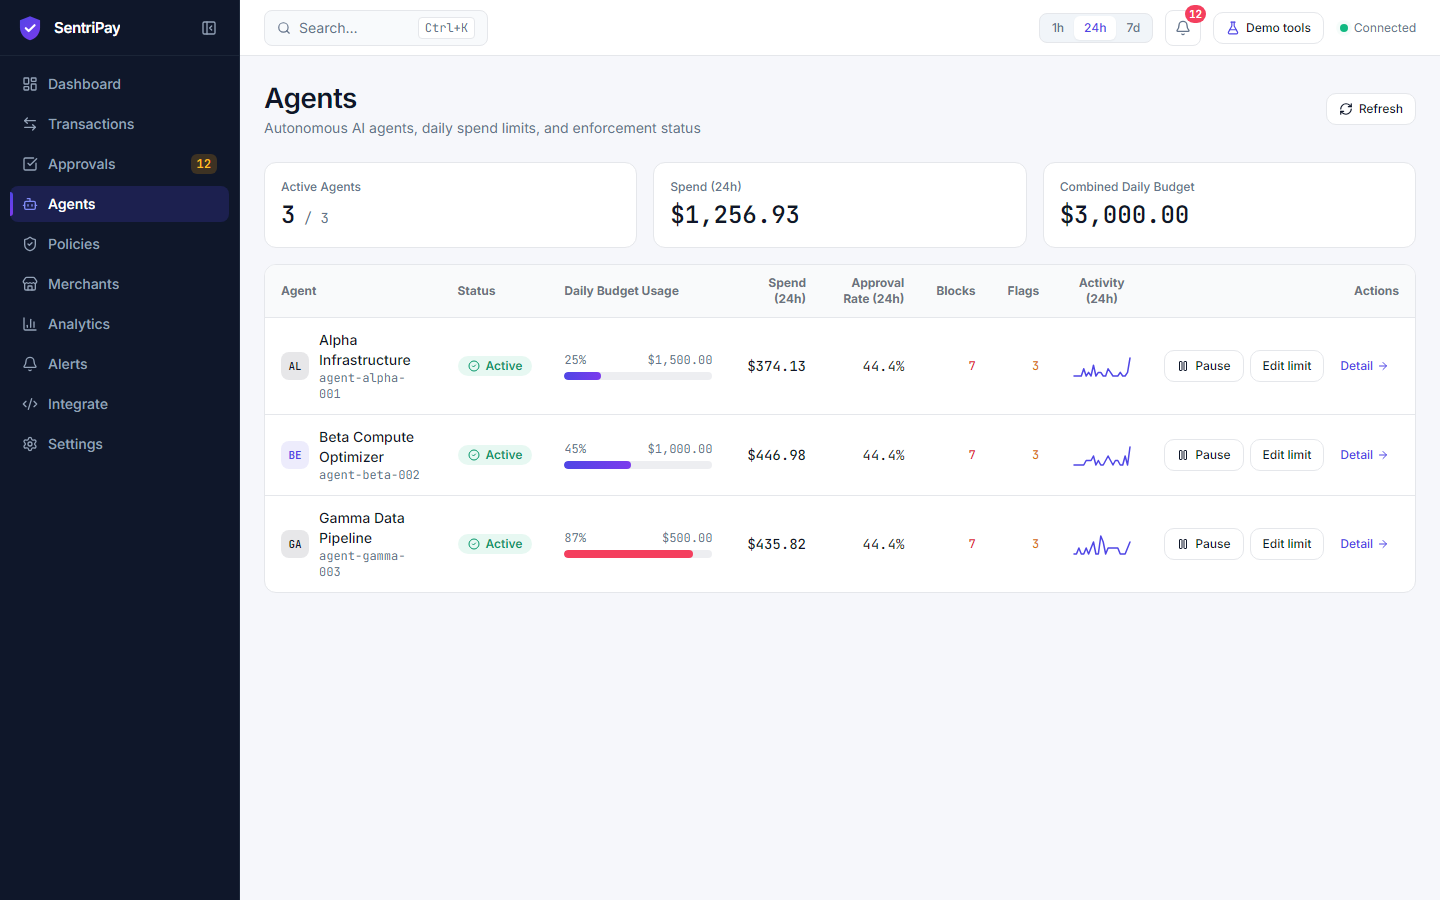 SentriPay
Search...
Ctrl+K
1h
24h
7d
12
Demo tools
Connected
Dashboard
Transactions
Approvals
12
Agents
Policies
Merchants
Analytics
Alerts
Integrate
Settings
Agents
Autonomous AI agents, daily spend limits, and enforcement status
Refresh
Active Agents
3 / 3
Spend (24h)
$1,256.93
Combined Daily Budget
$3,000.00
Agent
Status
Daily Budget Usage
Spend
(24h)
Approval
Rate (24h)
Blocks
Flags
Activity
(24h)
Actions
AL
Alpha
Infrastructure
agent-alpha-
001
Active
25%
$1,500.00
$374.13
44.4%
7
3
Pause
Edit limit
Detail →
BE
Beta Compute
Optimizer
agent-beta-002
Active
45%
$1,000.00
$446.98
44.4%
7
3
Pause
Edit limit
Detail →
GA
Gamma Data
Pipeline
agent-gamma-
003
Active
87%
$500.00
$435.82
44.4%
7
3
Pause
Edit limit
Detail →